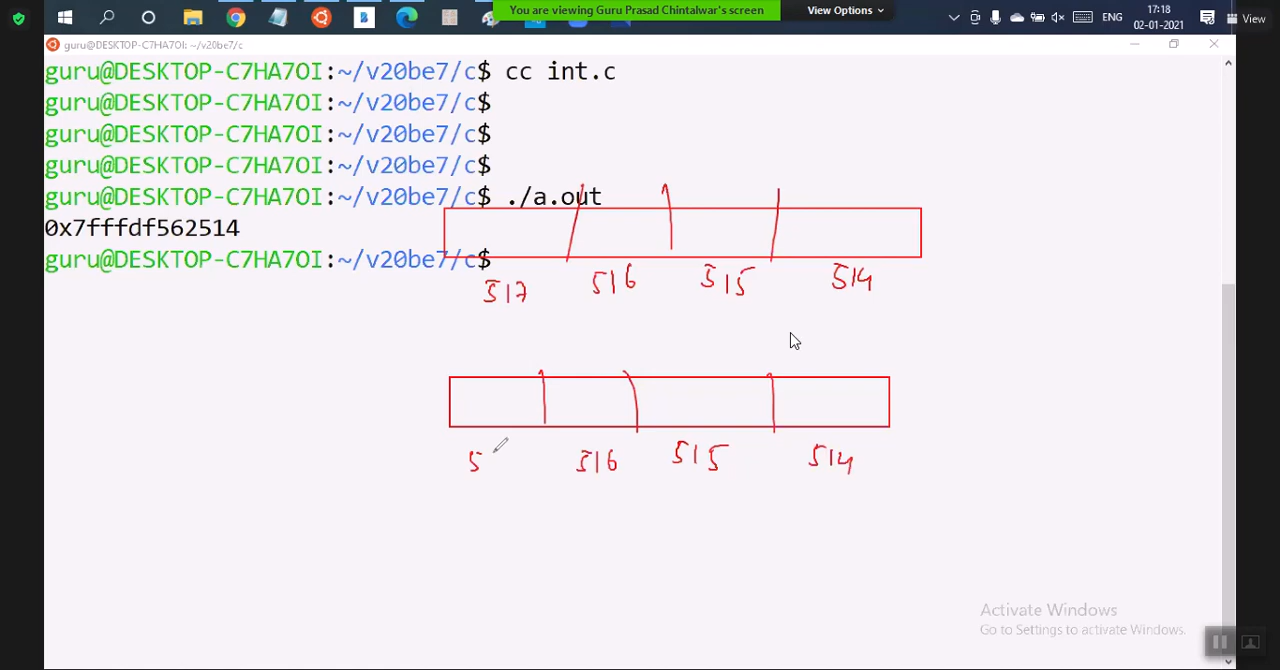 You are viewing Guru Prasad Chintalwar's screen
View Options
ENG
17:18
02-01-2021
View
guru@DESKTOP-C7HA7OI: ~/v20be7/c
guru@DESKTOP-C7HA7OI:~/v20be7/c$ cc int.c
guru@DESKTOP-C7HA7OI:~/v20be7/c$
guru@DESKTOP-C7HA7OI:~/v20be7/c$
guru@DESKTOP-C7HA7OI:~/v20be7/c$
guru@DESKTOP-C7HA7OI:~/v20be7/c$ ./a.out
0x7fffdf562514
guru@DESKTOP-C7HA7OI:~/v20be7/c$
517 516 515 514
5 516 515 514
Activate Windows
Go to Settings to activate Windows.